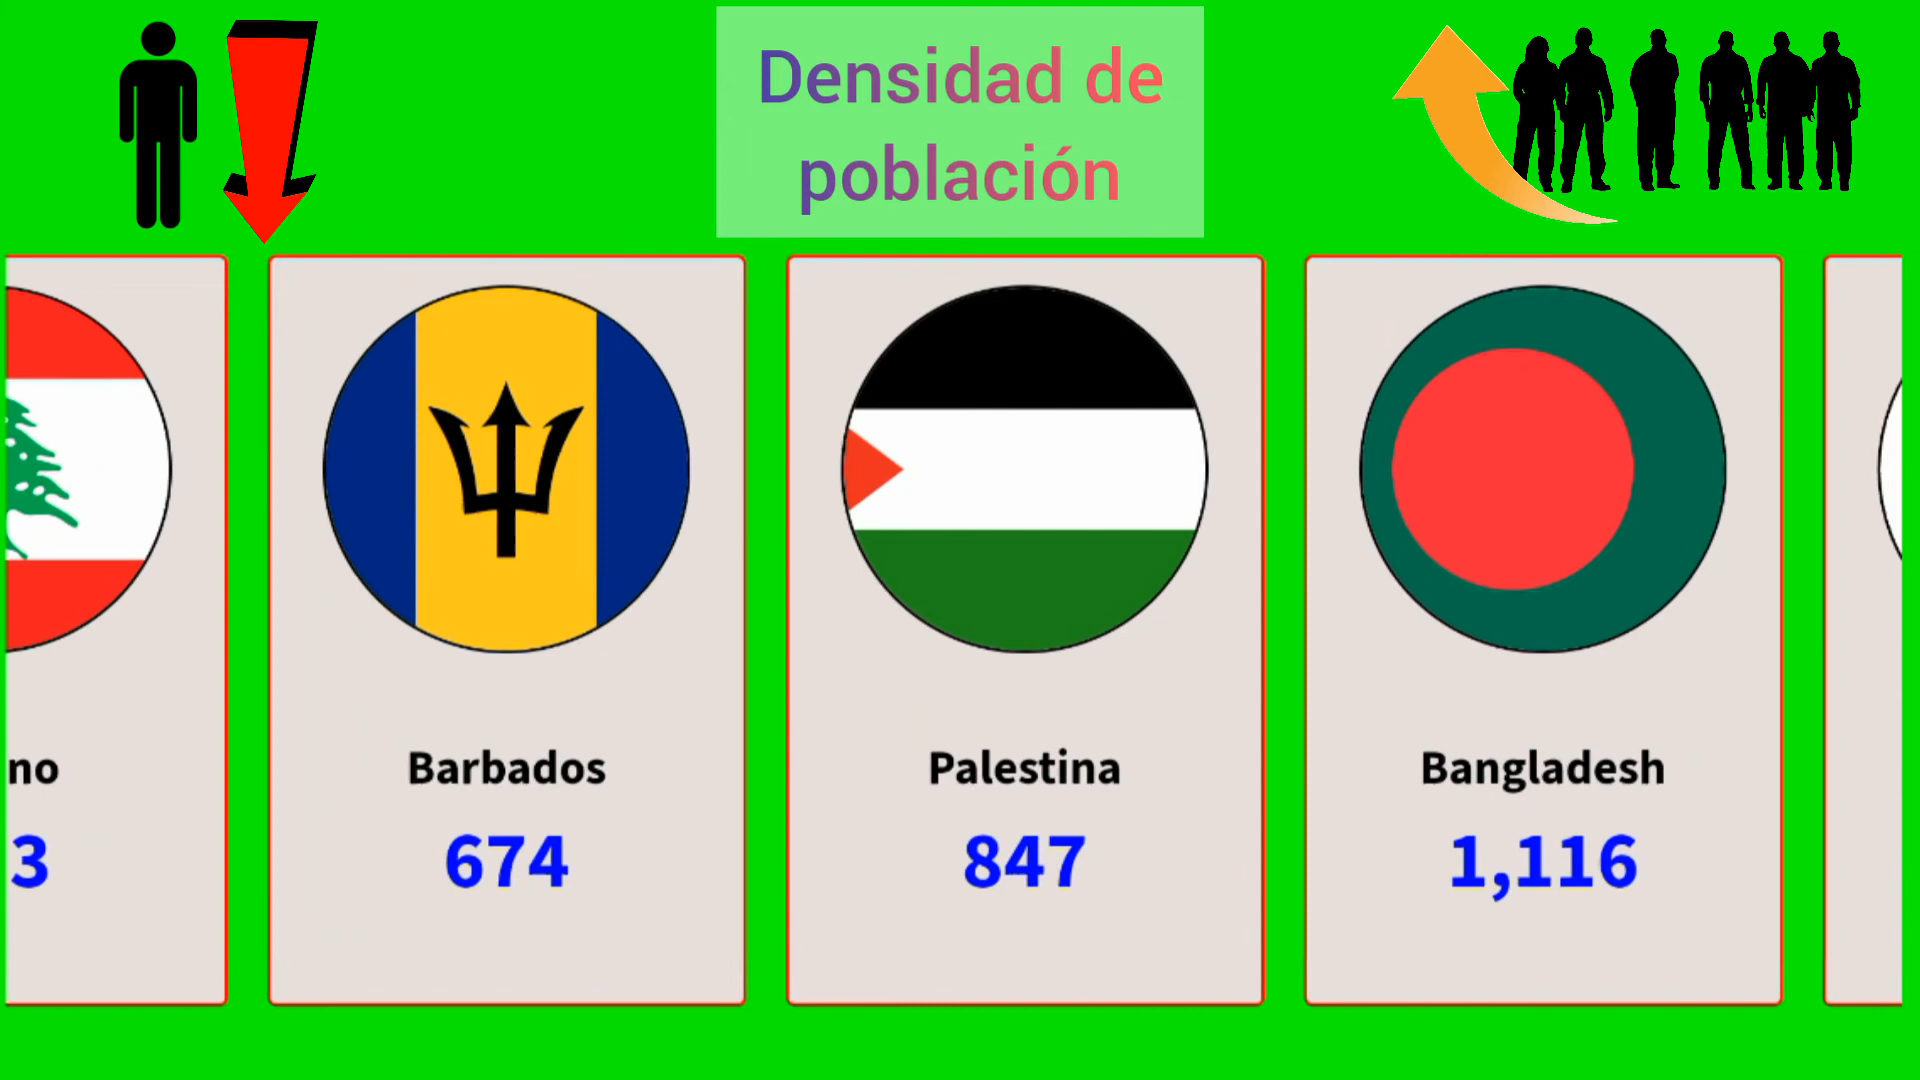 Densidad de
población
no
3
Barbados
674
Palestina
847
Bangladesh
1,116